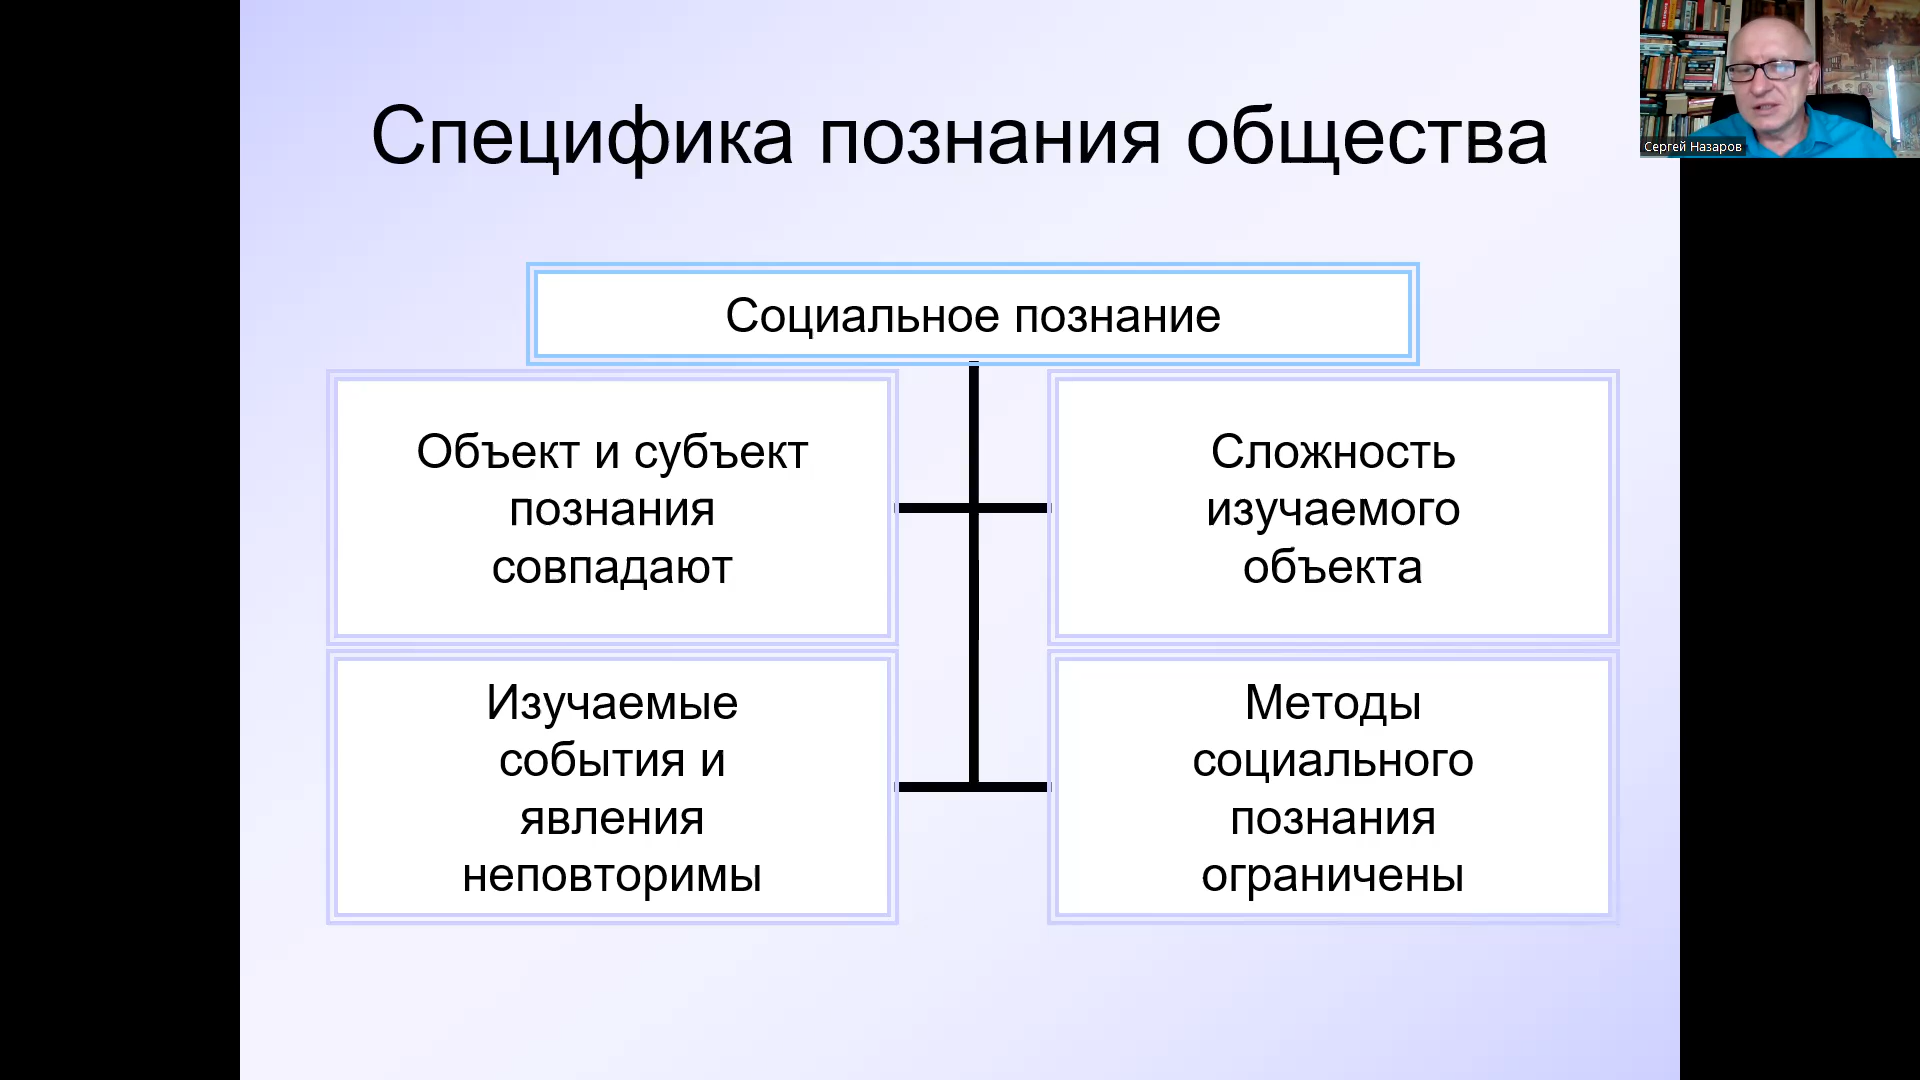 Специфика познания общества
Сергей Назаров
Социальное познание
Объект и субъект
познания
совпадают
Сложность
изучаемого
объекта
Изучаемые
события и
явления
неповторимы
Методы
социального
познания
ограничены